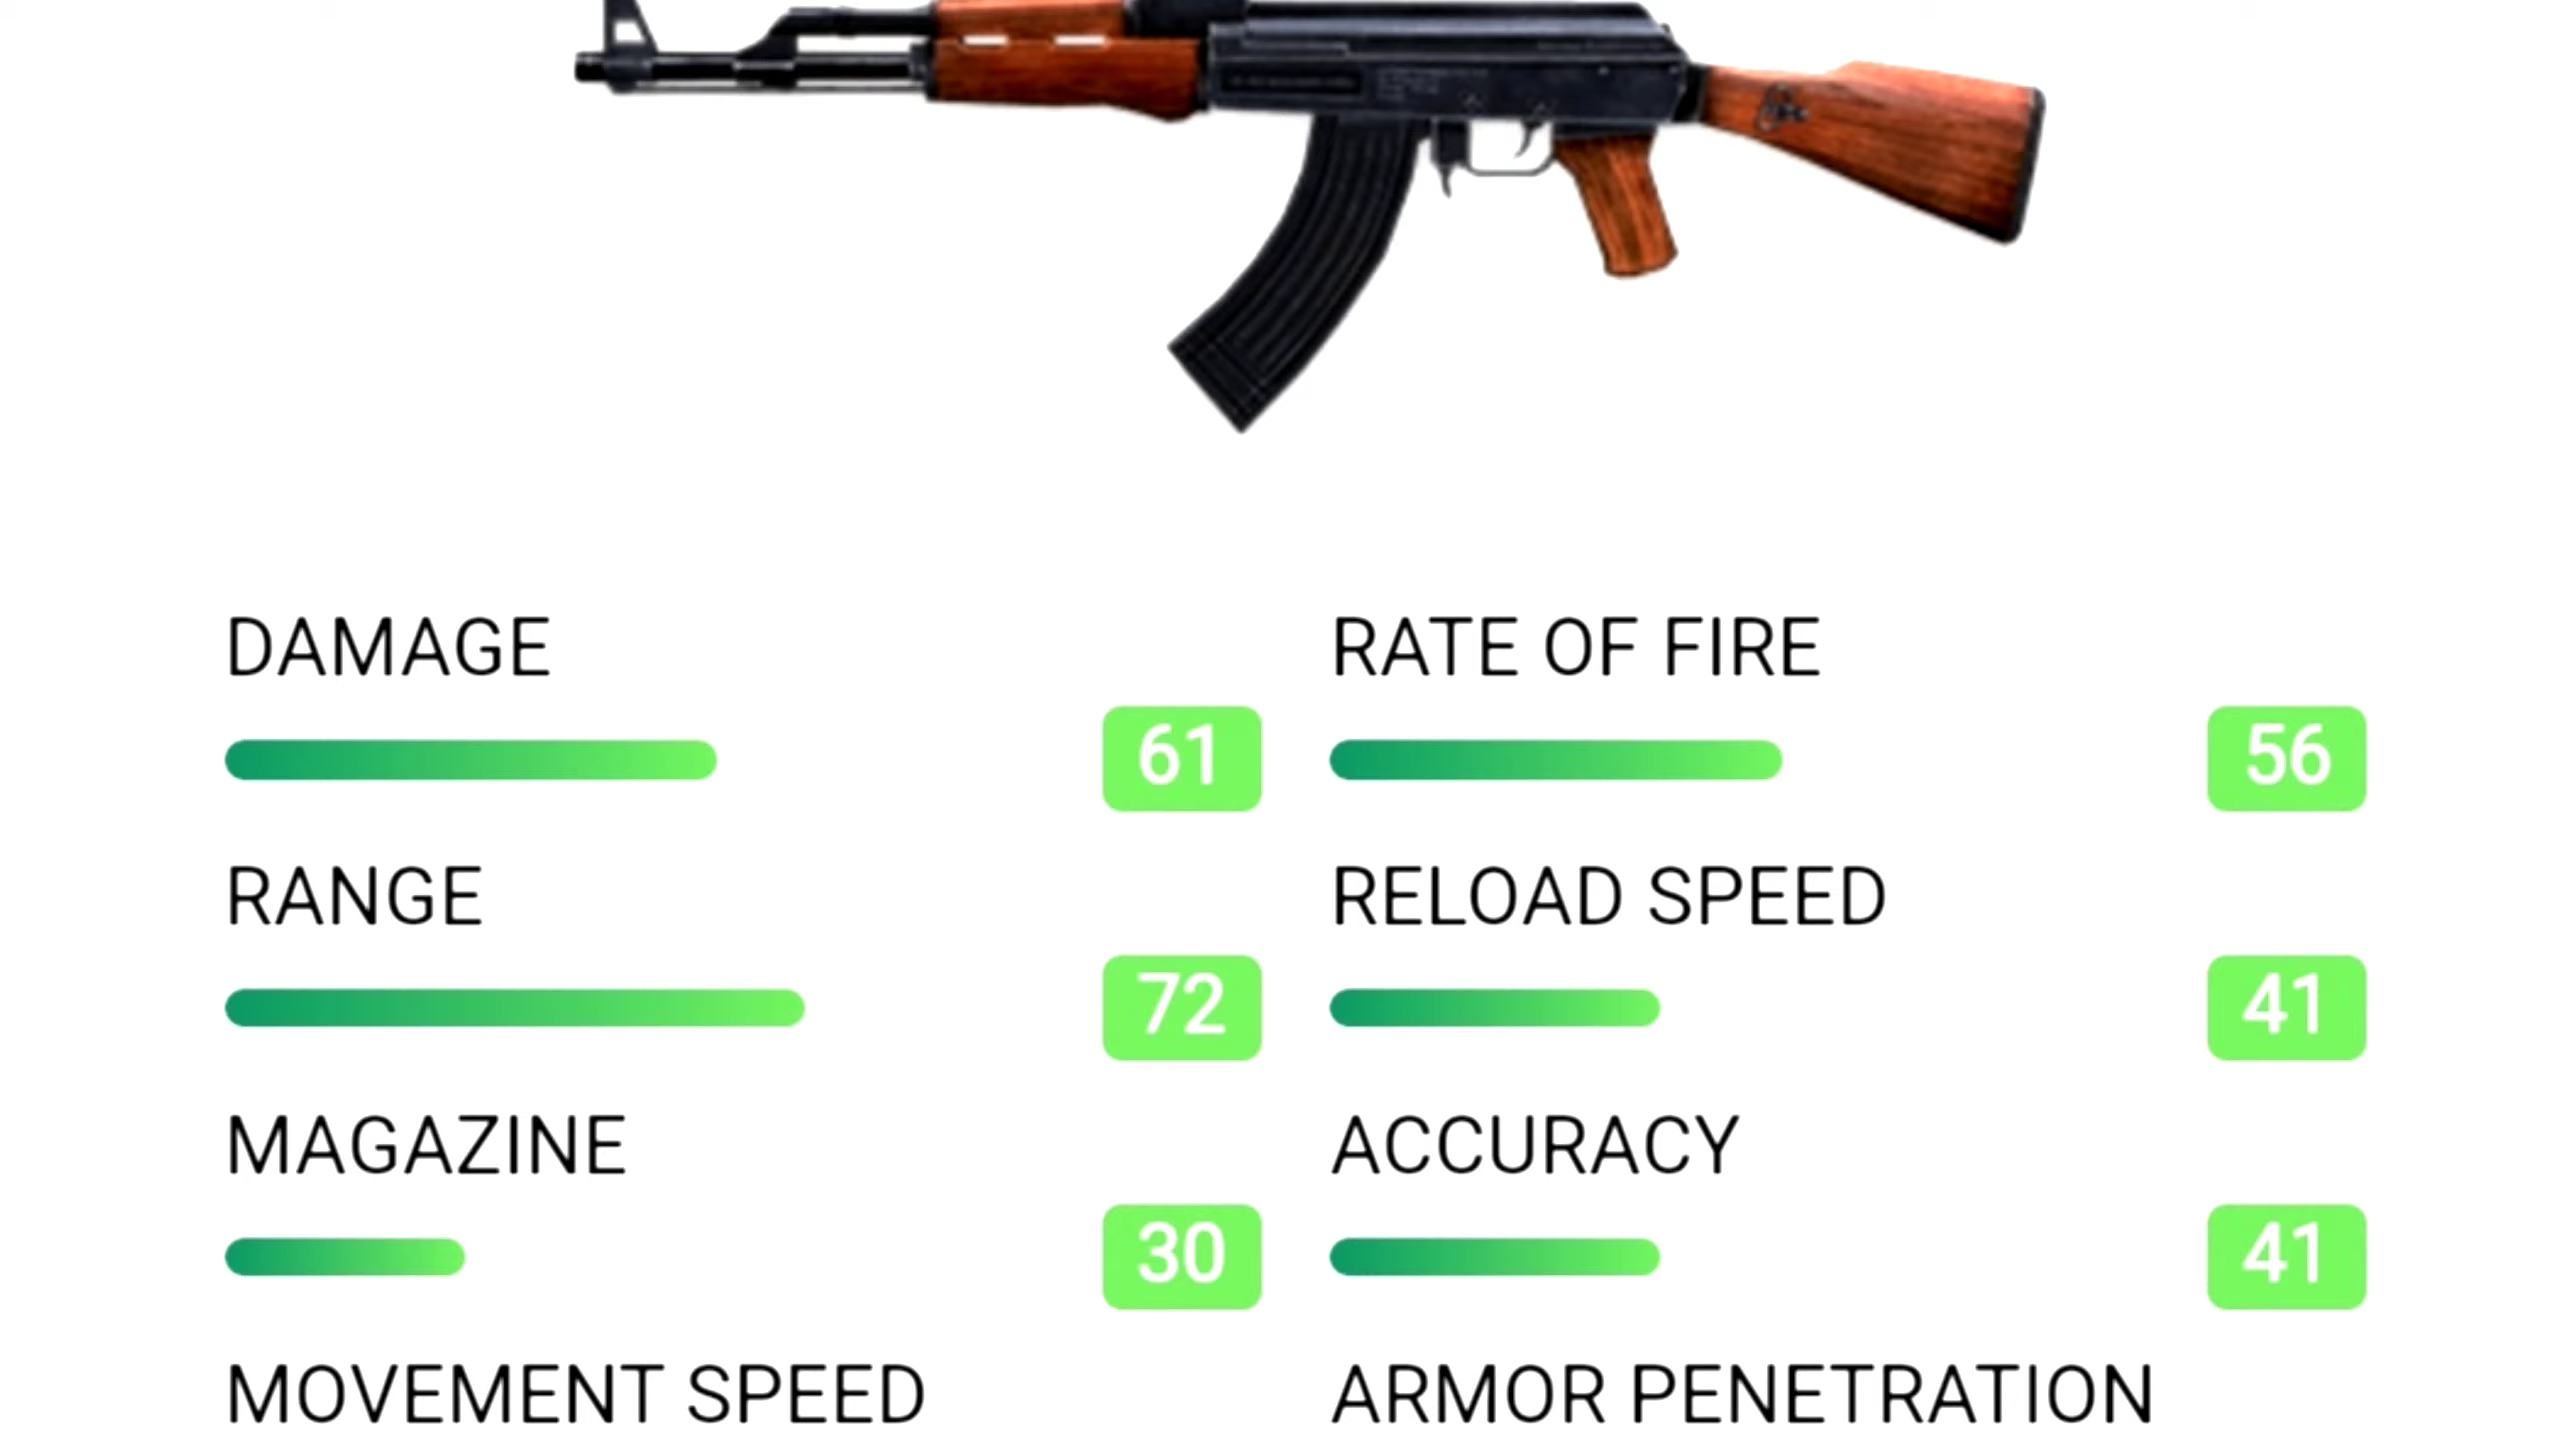 DAMAGE
61
RATE OF FIRE
56
RANGE
72
RELOAD SPEED
41
MAGAZINE
30
ACCURACY
41
MOVEMENT SPEED
ARMOR PENETRATION